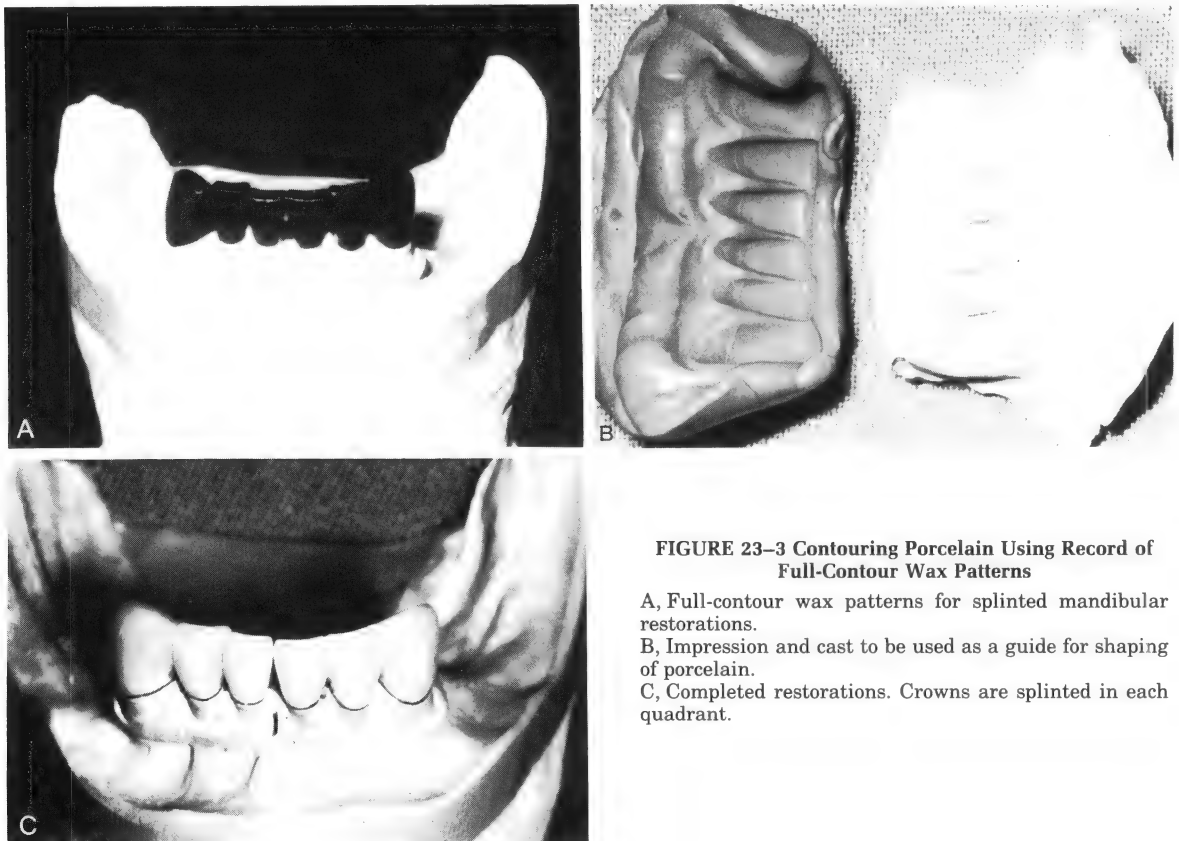 A
B
C
FIGURE 23–3 Contouring Porcelain Using Record of
Full-Contour Wax Patterns
A, Full-contour wax patterns for splinted mandibular
restorations.
B, Impression and cast to be used as a guide for shaping
of porcelain.
C, Completed restorations. Crowns are splinted in each
quadrant.